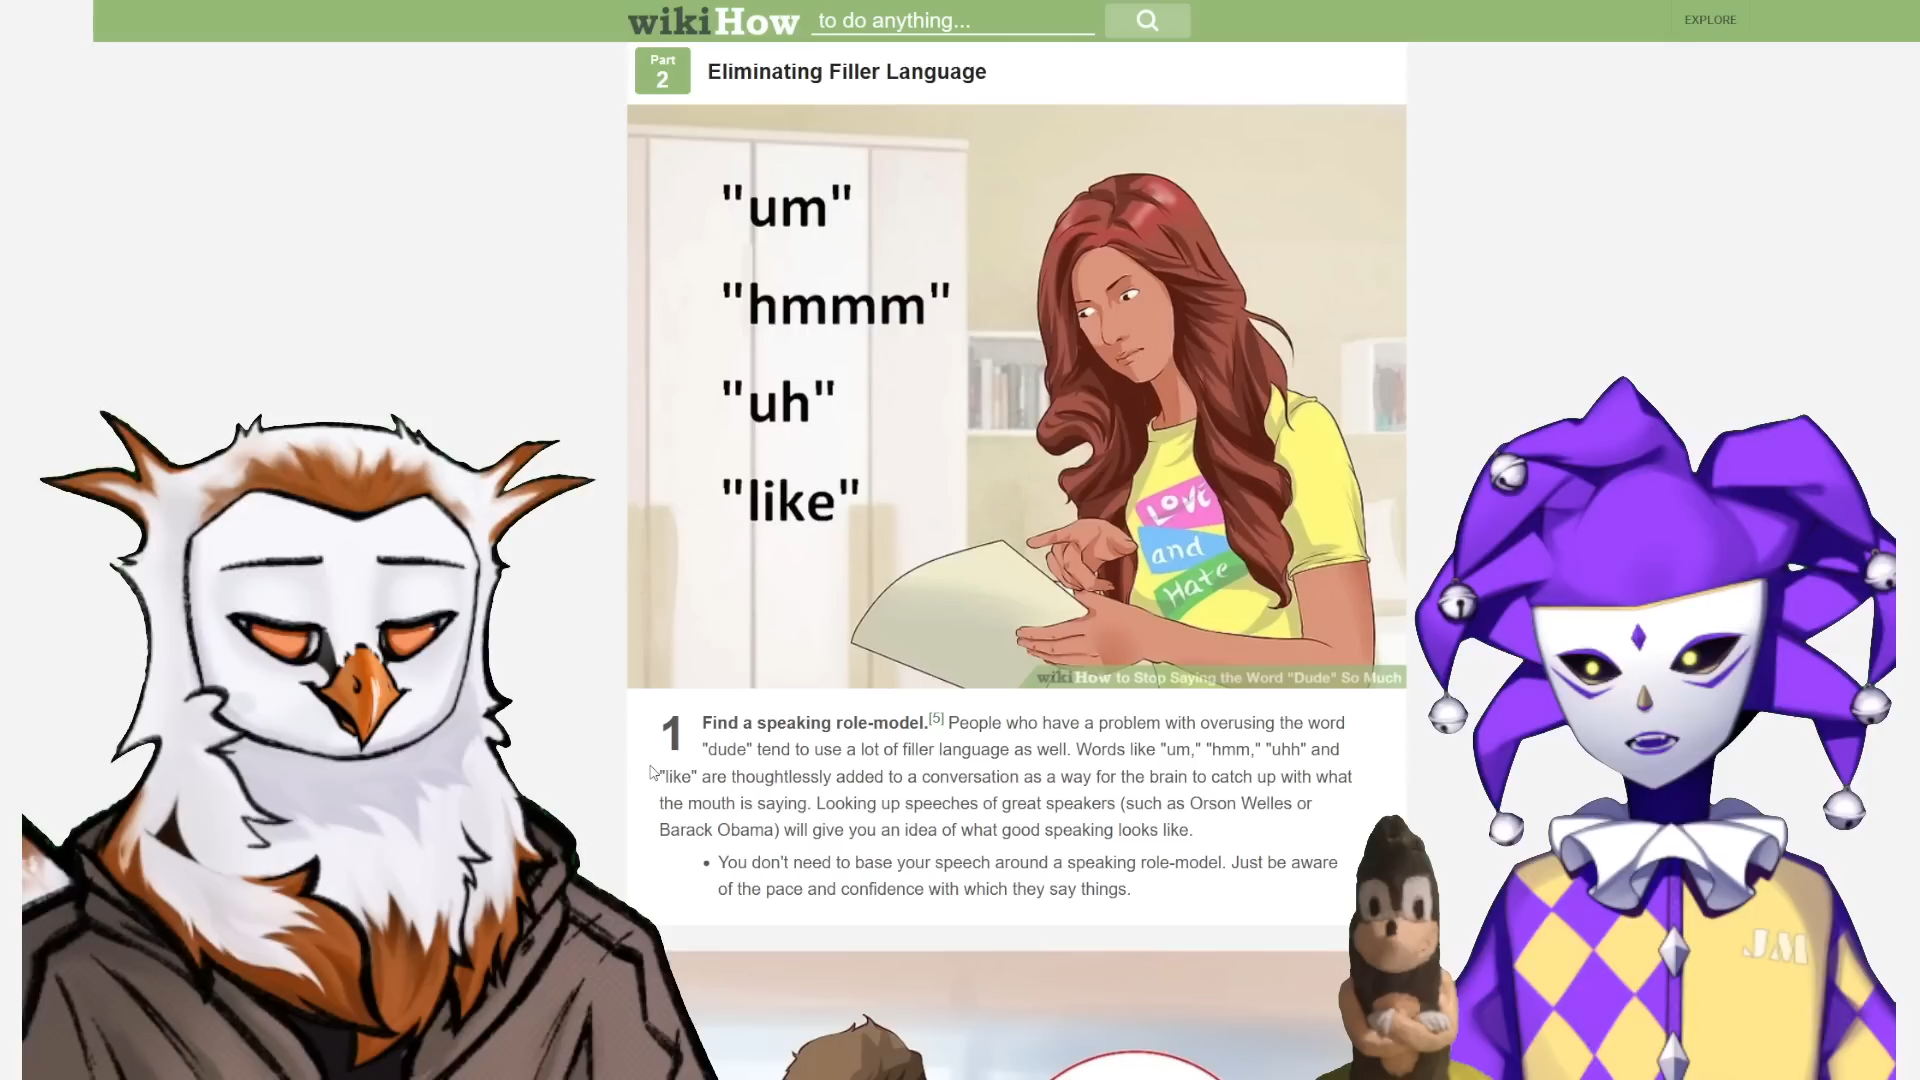 wikiHow to do anything...
EXPLORE
Part
2
Eliminating Filler Language
"um"
"hmmm"
"uh"
"like"
Love
and
Hate
wikiHow to Stop Saying the Word "Dude" So Much
1 Find a speaking role-model.[5] People who have a problem with overusing the word
"dude" tend to use a lot of filler language as well. Words like "um," "hmm," "uhh" and
"like" are thoughtlessly added to a conversation as a way for the brain to catch up with what
the mouth is saying. Looking up speeches of great speakers (such as Orson Welles or
Barack Obama) will give you an idea of what good speaking looks like.
• You don't need to base your speech around a speaking role-model. Just be aware
of the pace and confidence with which they say things.
JM